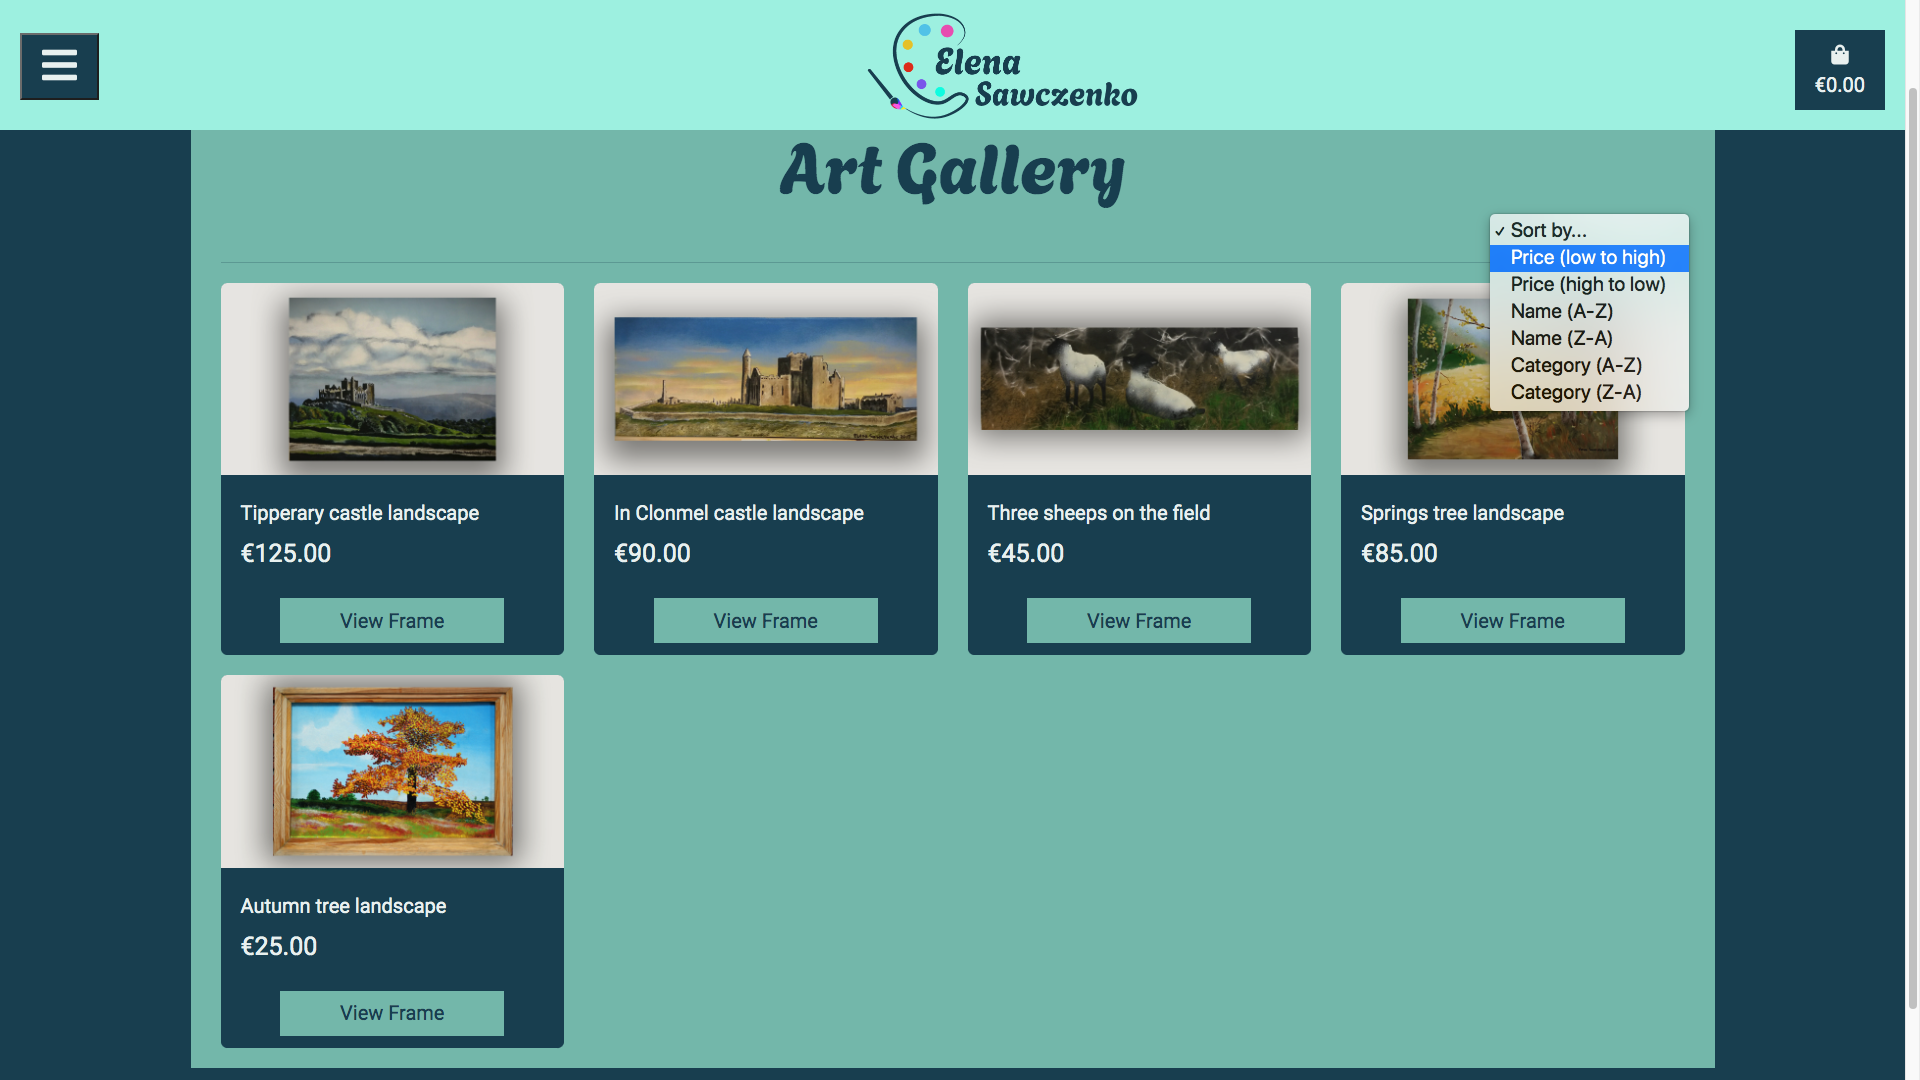 Elena
Sawczenko
€0.00
Art Gallery
✓ Sort by...
Price (low to high)
Price (high to low)
Name (A-Z)
Name (Z-A)
Category (A-Z)
Category (Z-A)
Tipperary castle landscape
€125.00
View Frame
In Clonmel castle landscape
€90.00
View Frame
Three sheeps on the field
€45.00
View Frame
Springs tree landscape
€85.00
View Frame
Autumn tree landscape
€25.00
View Frame